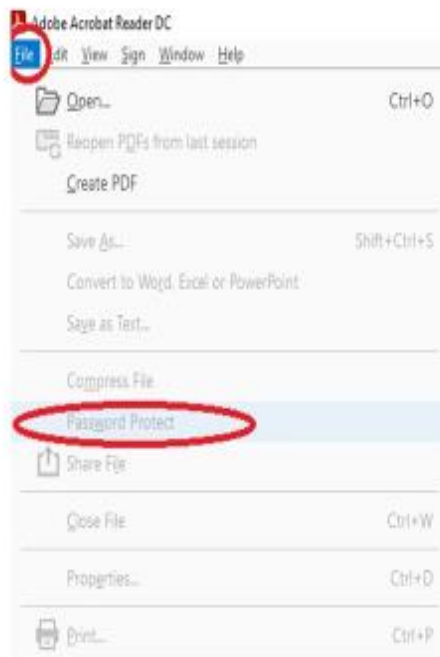 Adobe Acrobat Reader DC
File Edit View Sign Window Help
Open... Ctrl+O
Reopen PDFs from last session
Create PDF
Save As... Shift+Ctrl+S
Convert to Word, Excel or PowerPoint
Save as Text...
Compress File
Password Protect
Share File
Close File Ctrl+W
Properties... Ctrl+D
Print... Ctrl+P